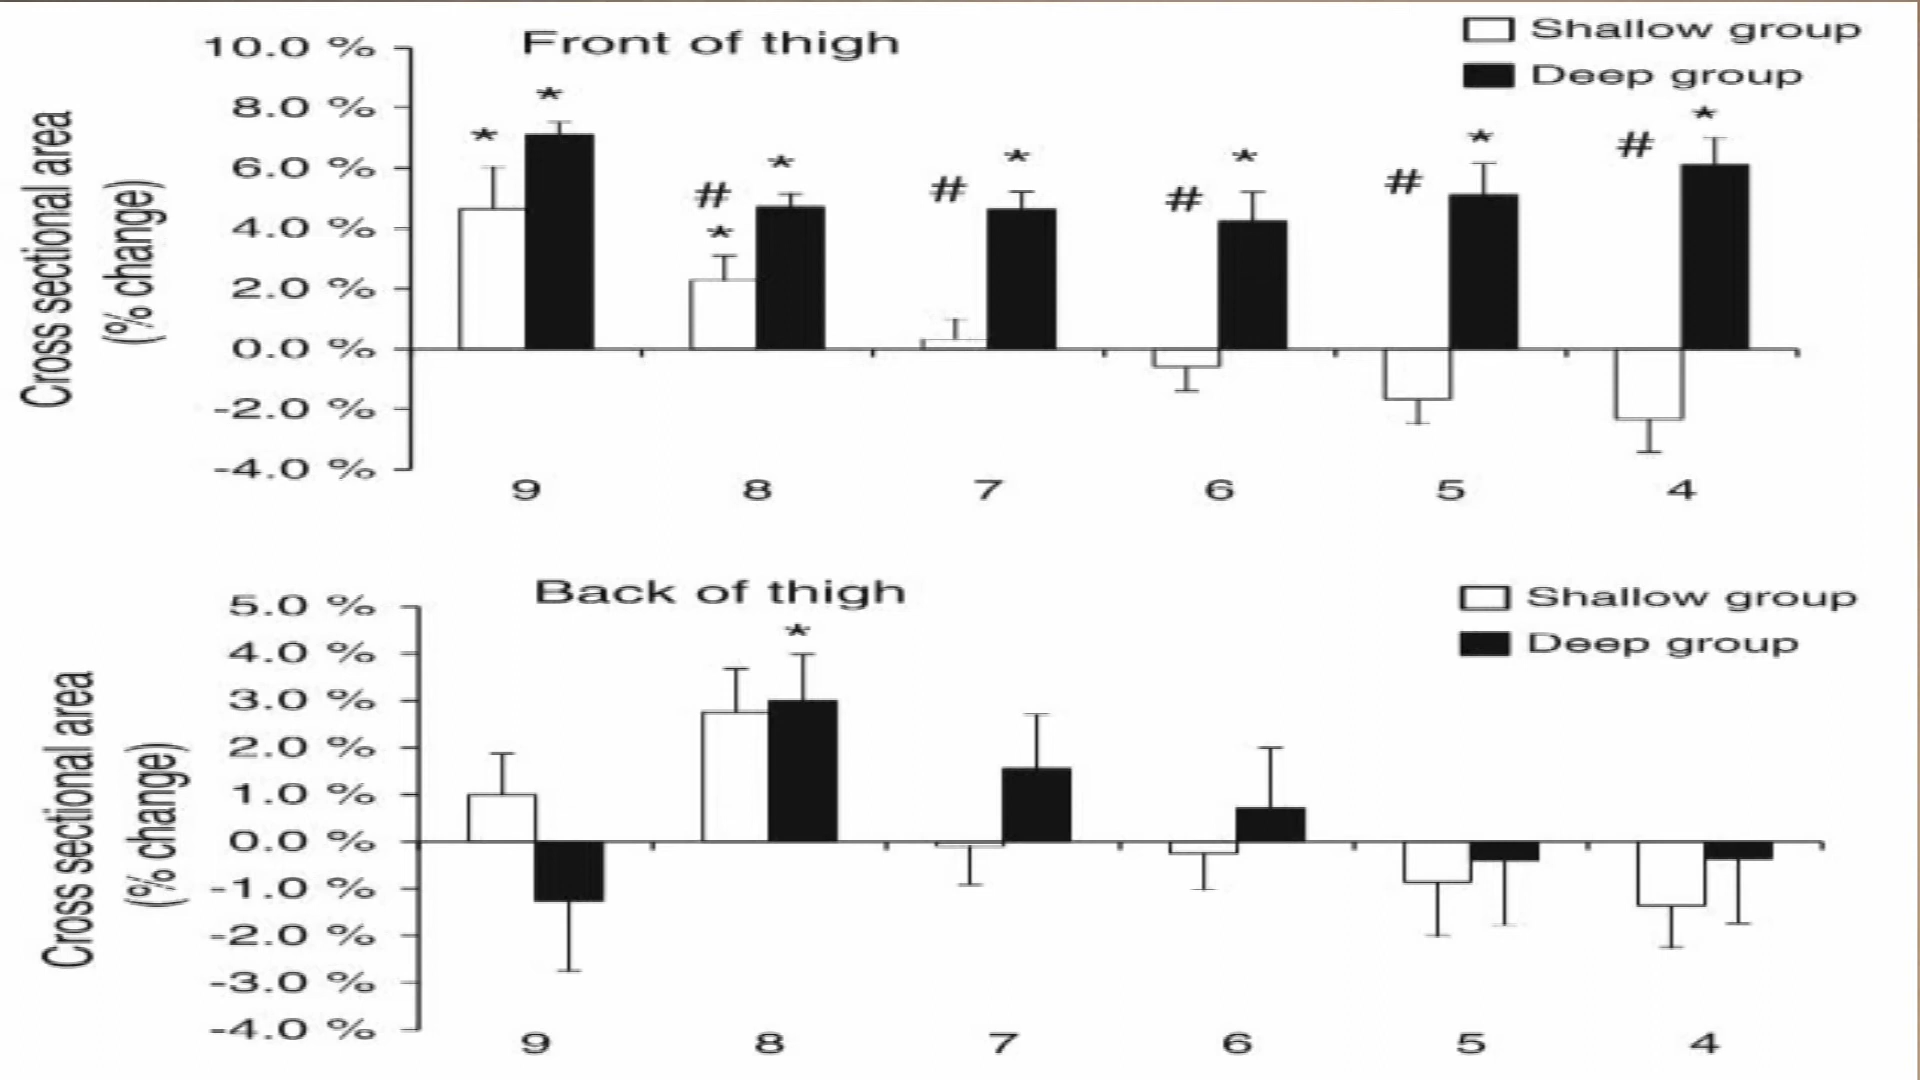 Front of thigh
Shallow group
Deep group
Cross sectional area
(% change)
10.0 %
8.0 %
6.0 %
4.0 %
2.0 %
0.0 %
-2.0 %
-4.0 %
*
*
#
*
*
#
*
#
*
#
*
#
*
9 8 7 6 5 4
Back of thigh
Shallow group
Deep group
Cross sectional area
(% change)
5.0 %
4.0 %
3.0 %
2.0 %
1.0 %
0.0 %
-1.0 %
-2.0 %
-3.0 %
-4.0 %
*
9 8 7 6 5 4